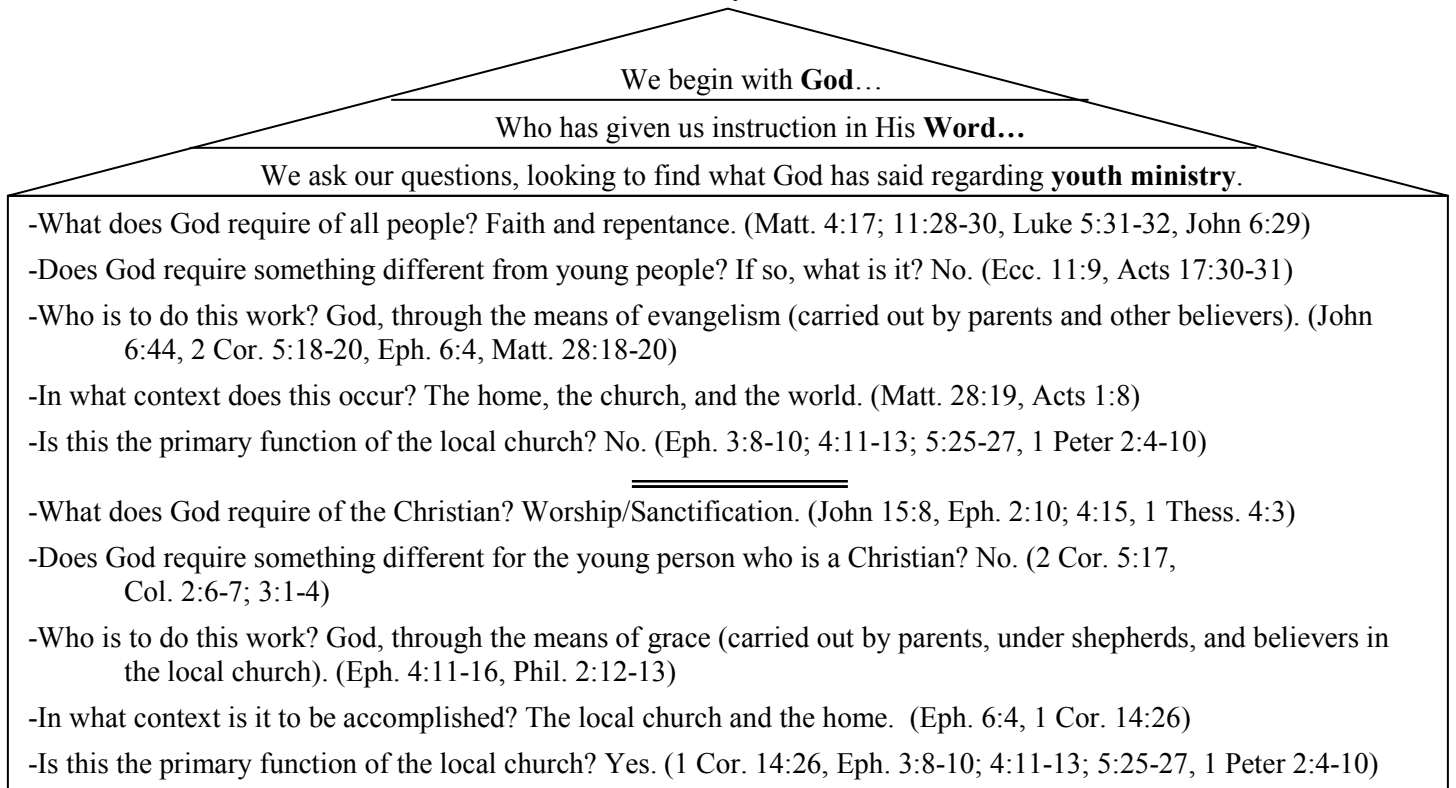 We begin with God…
Who has given us instruction in His Word…
We ask our questions, looking to find what God has said regarding youth ministry.
-What does God require of all people? Faith and repentance. (Matt. 4:17; 11:28-30, Luke 5:31-32, John 6:29)
-Does God require something different from young people? If so, what is it? No. (Ecc. 11:9, Acts 17:30-31)
-Who is to do this work? God, through the means of evangelism (carried out by parents and other believers). (John
6:44, 2 Cor. 5:18-20, Eph. 6:4, Matt. 28:18-20)
-In what context does this occur? The home, the church, and the world. (Matt. 28:19, Acts 1:8)
-Is this the primary function of the local church? No. (Eph. 3:8-10; 4:11-13; 5:25-27, 1 Peter 2:4-10)
-What does God require of the Christian? Worship/Sanctification. (John 15:8, Eph. 2:10; 4:15, 1 Thess. 4:3)
-Does God require something different for the young person who is a Christian? No. (2 Cor. 5:17,
Col. 2:6-7; 3:1-4)
-Who is to do this work? God, through the means of grace (carried out by parents, under shepherds, and believers in
the local church). (Eph. 4:11-16, Phil. 2:12-13)
-In what context is it to be accomplished? The local church and the home. (Eph. 6:4, 1 Cor. 14:26)
-Is this the primary function of the local church? Yes. (1 Cor. 14:26, Eph. 3:8-10; 4:11-13; 5:25-27, 1 Peter 2:4-10)